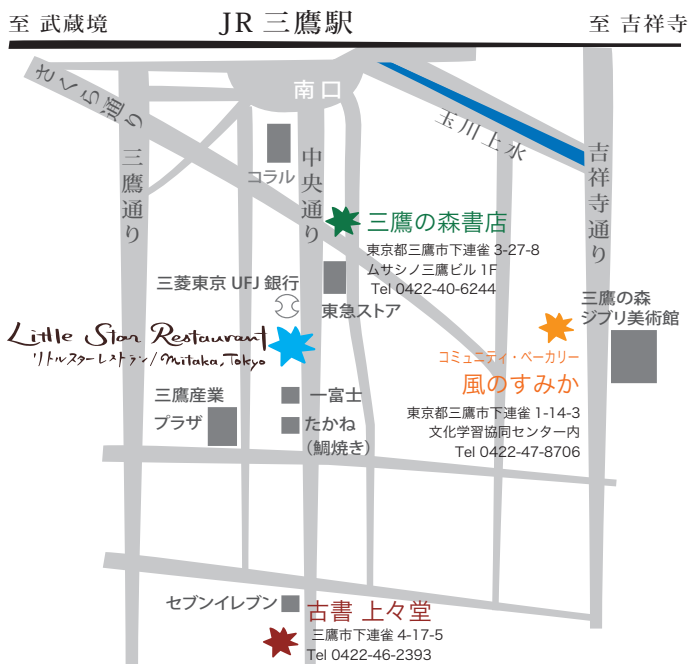 至 武蔵境
JR 三鷹駅
至 吉祥寺
さくら通り
南口
玉川上水
三鷹通り
中央通り
吉祥寺通り
コラル
三鷹の森書店
東京都三鷹市下連雀 3-27-8
ムサシノ三鷹ビル 1F
Tel 0422-40-6244
三菱東京 UFJ 銀行
東急ストア
三鷹の森
ジブリ美術館
Little Star Restaurant
リトルスターレストラン/Mitaka,Tokyo
コミュニティ・ベーカリー
風のすみか
東京都三鷹市下連雀 1-14-3
文化学習協同センター内
Tel 0422-47-8706
三鷹産業
プラザ
一富士
たかね
(鯛焼き)
セブンイレブン
古書 上々堂
三鷹市下連雀 4-17-5
Tel 0422-46-2393